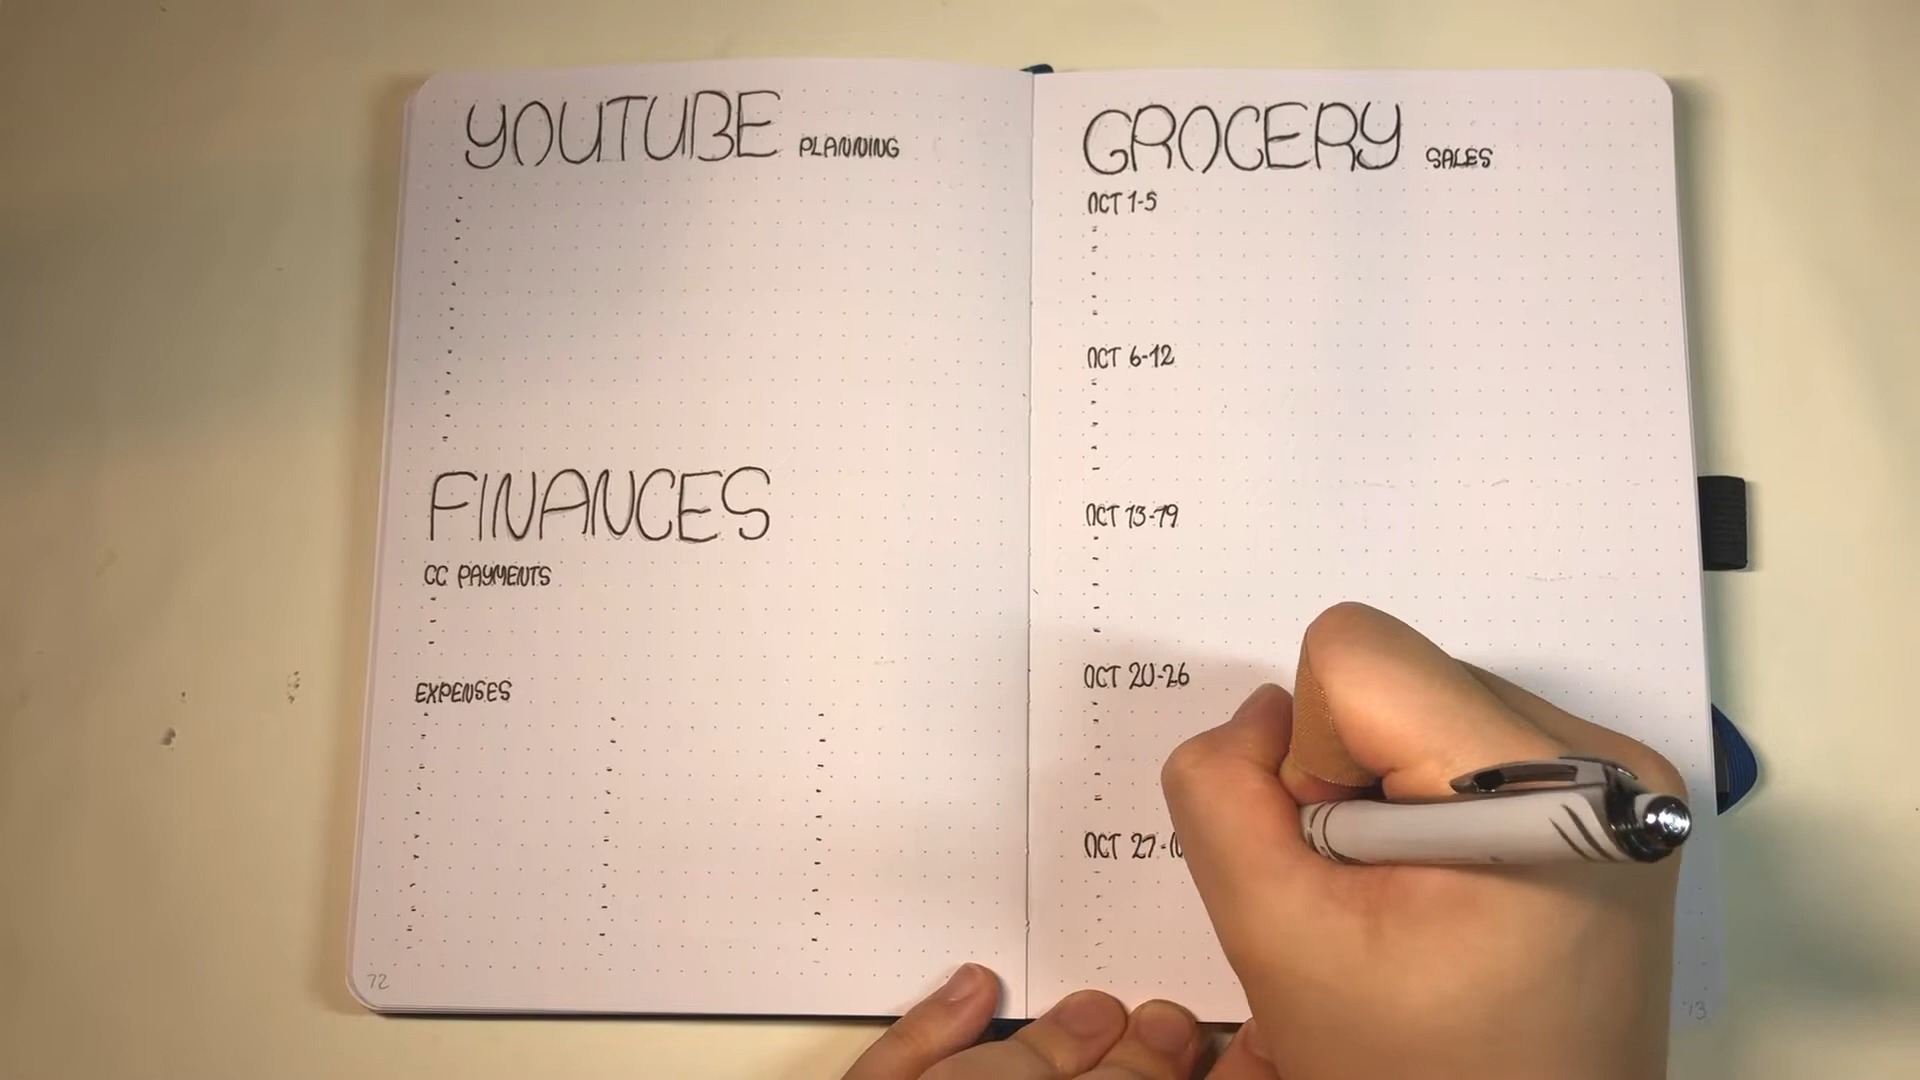 YOUTUBE PLANNING
FINANCES
CC PAYMENTS
EXPENSES
72
GROCERY SALES
OCT 1-5
OCT 6-12
OCT 13-19
OCT 20-26
OCT 27-
73